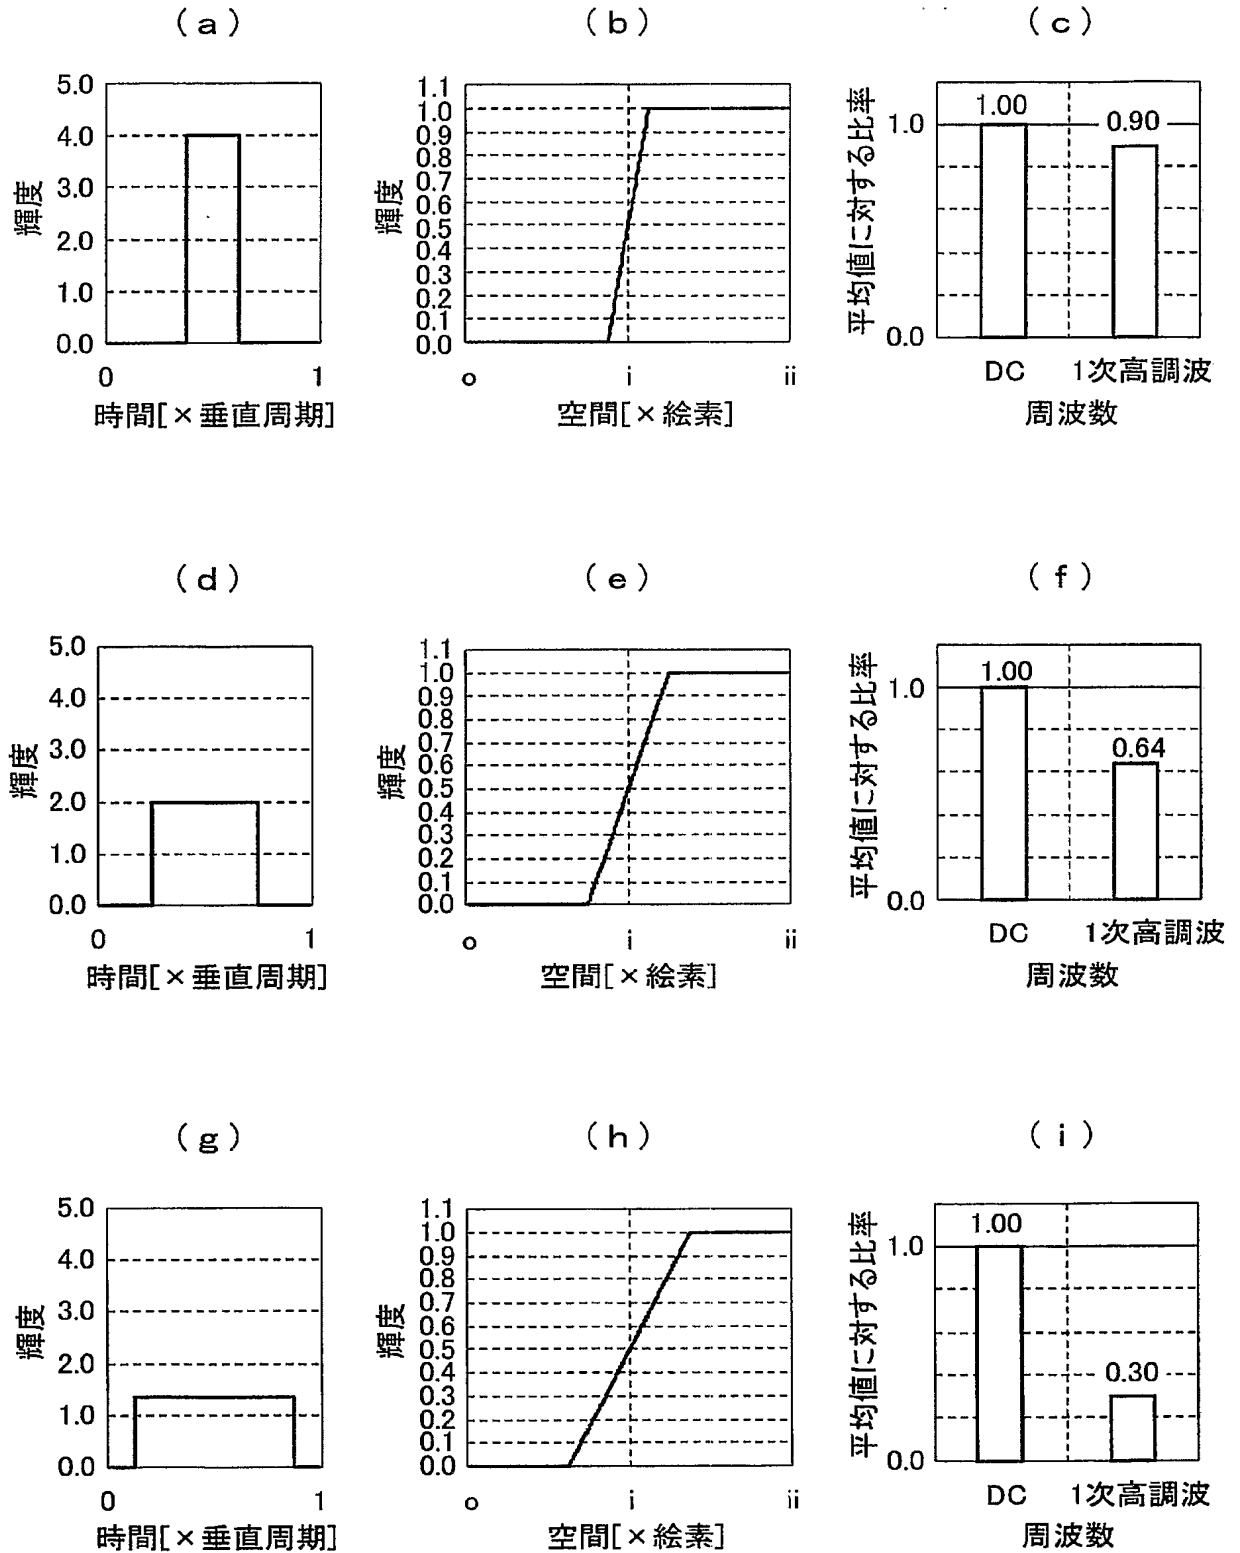 (a)
5.0
4.0
3.0
2.0
1.0
0.0
輝度
0 1
時間[×垂直周期]
(b)
1.1
1.0
0.9
0.8
0.7
0.6
0.5
0.4
0.3
0.2
0.1
0.0
輝度
o i ii
空間[×絵素]
(c)
平均値に対する比率
1.0
0.0
1.00
0.90
DC 1次高調波
周波数
(d)
5.0
4.0
3.0
2.0
1.0
0.0
輝度
0 1
時間[×垂直周期]
(e)
1.1
1.0
0.9
0.8
0.7
0.6
0.5
0.4
0.3
0.2
0.1
0.0
輝度
o i ii
空間[×絵素]
(f)
平均値に対する比率
1.0
0.0
1.00
0.64
DC 1次高調波
周波数
(g)
5.0
4.0
3.0
2.0
1.0
0.0
輝度
0 1
時間[×垂直周期]
(h)
1.1
1.0
0.9
0.8
0.7
0.6
0.5
0.4
0.3
0.2
0.1
0.0
輝度
o i ii
空間[×絵素]
(i)
平均値に対する比率
1.0
0.0
1.00
0.30
DC 1次高調波
周波数